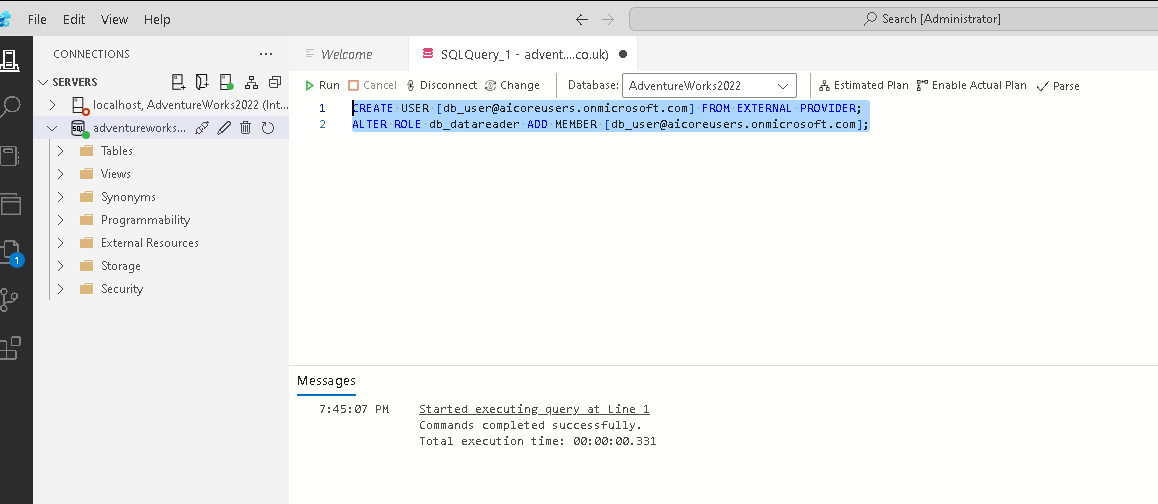 File Edit View Help
Search [Administrator]
CONNECTIONS
SERVERS
localhost, AdventureWorks2022 (Int...
adventureworks...
Tables
Views
Synonyms
Programmability
External Resources
Storage
Security
1
Welcome
SQLQuery_1 - advent....co.uk)
Run Cancel Disconnect Change Database: AdventureWorks2022 Estimated Plan Enable Actual Plan Parse
1 CREATE USER [db_user@aicoreusers.onmicrosoft.com] FROM EXTERNAL PROVIDER;
2 ALTER ROLE db_datareader ADD MEMBER [db_user@aicoreusers.onmicrosoft.com];
Messages
7:45:07 PM Started executing query at Line 1
Commands completed successfully.
Total execution time: 00:00:00.331